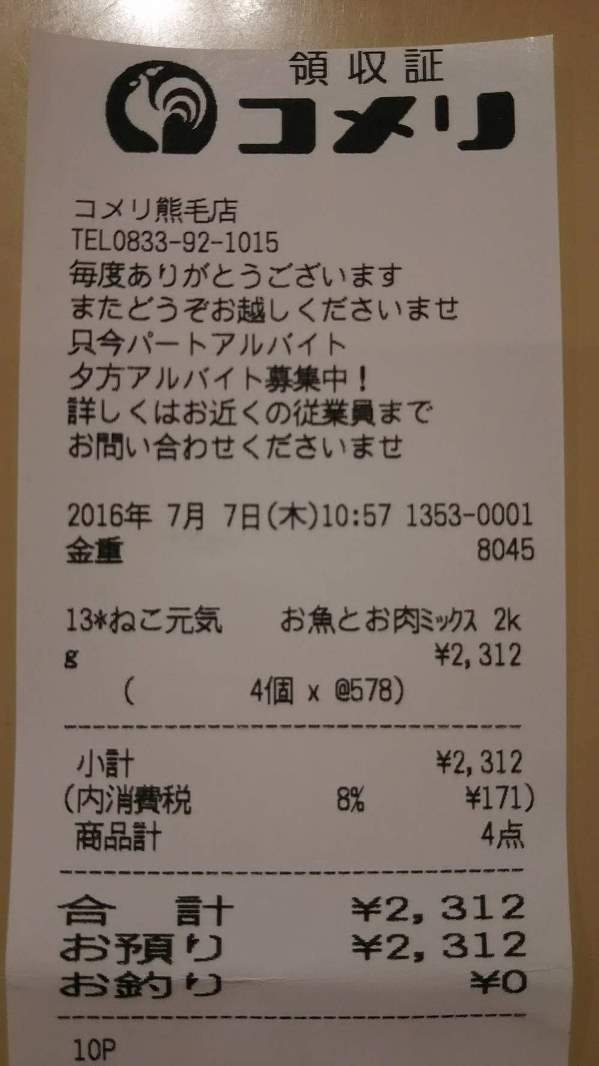 領収証
コメリ
コメリ熊毛店
TEL0833-92-1015
毎度ありがとうございます
またどうぞお越しくださいませ
只今パートアルバイト
夕方アルバイト募集中！
詳しくはお近くの従業員まで
お問い合わせくださいませ
2016年 7月 7日(木)10:57 1353-0001
金重 8045
13*ねこ元気 お魚とお肉ﾐｯｸｽ 2k
g ¥2,312
( 4個 x @578)
小計 ¥2,312
(内消費税 8% ¥171)
商品計 4点
合計 ¥2,312
お預り ¥2,312
お釣り ¥0
10P